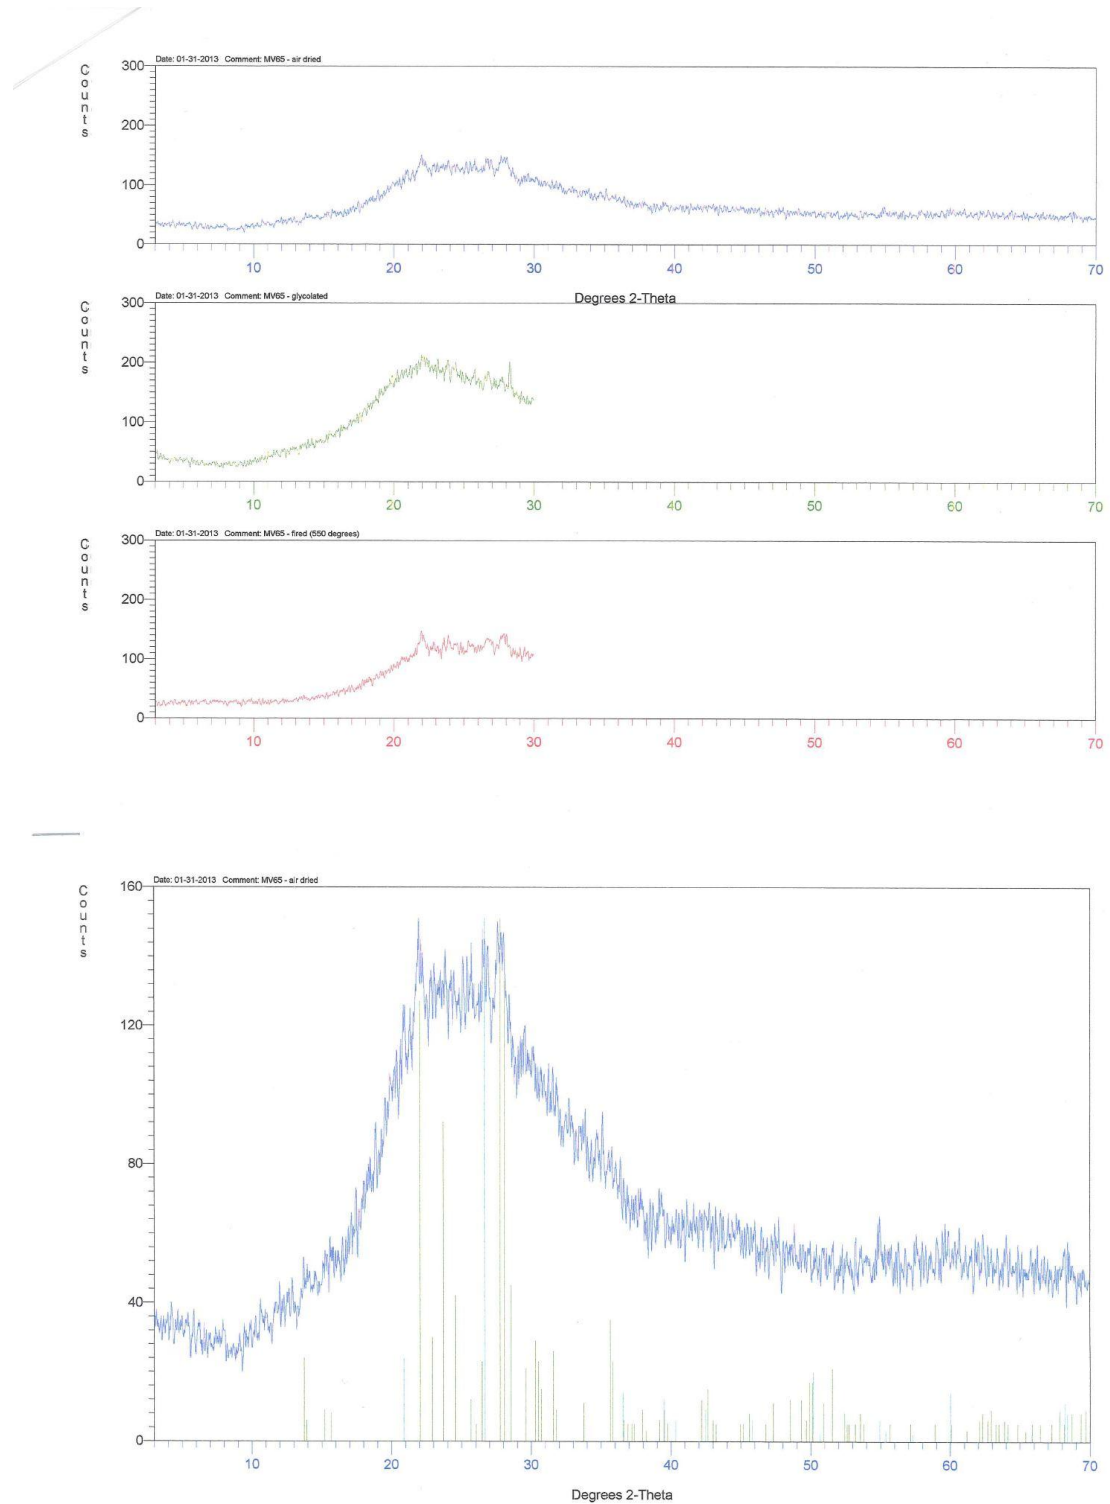 Date: 01-31-2013 Comment: MV65 - air dried
Counts
300
200
100
0
10 20 30 40 50 60 70
Degrees 2-Theta
Date: 01-31-2013 Comment: MV65 - glycolated
Counts
300
200
100
0
10 20 30 40 50 60 70
Date: 01-31-2013 Comment: MV65 - fired (550 degrees)
Counts
300
200
100
0
10 20 30 40 50 60 70
Date: 01-31-2013 Comment: MV65 - air dried
Counts
160
120
80
40
0
10 20 30 40 50 60 70
Degrees 2-Theta